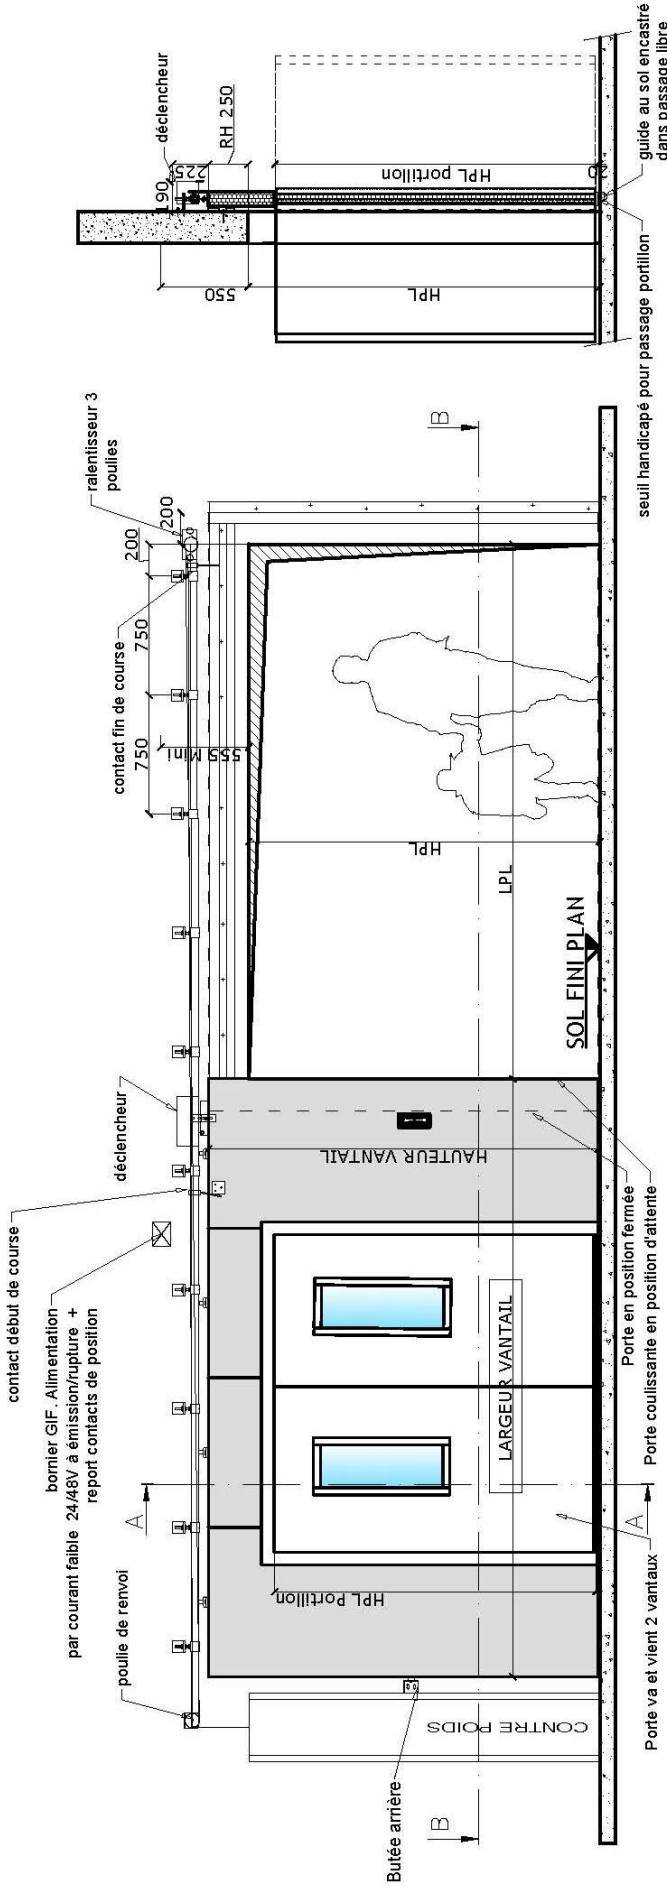 contact début de course
bornier GIF. Alimentation
par courant faible 24/48V à émission/rupture +
report contacts de position
poulie de renvoi
déclencheur
contact fin de course
ralentisseur 3
poulies
200
200
750
750
555 Mini
HPL
LPL
SOL FINI PLAN
HAUTEUR VANTAIL
LARGEUR VANTAIL
HPL Portillon
CONTRE POIDS
Butée arrière
A
A
B
B
Porte va et vient 2 vantaux
Porte coulissante en position d'attente
Porte en position fermée
déclencheur
190
225
RH 250
550
HPL
HPL portillon
20
seuil handicapé pour passage portillon
guide au sol encastré
dans passage libre